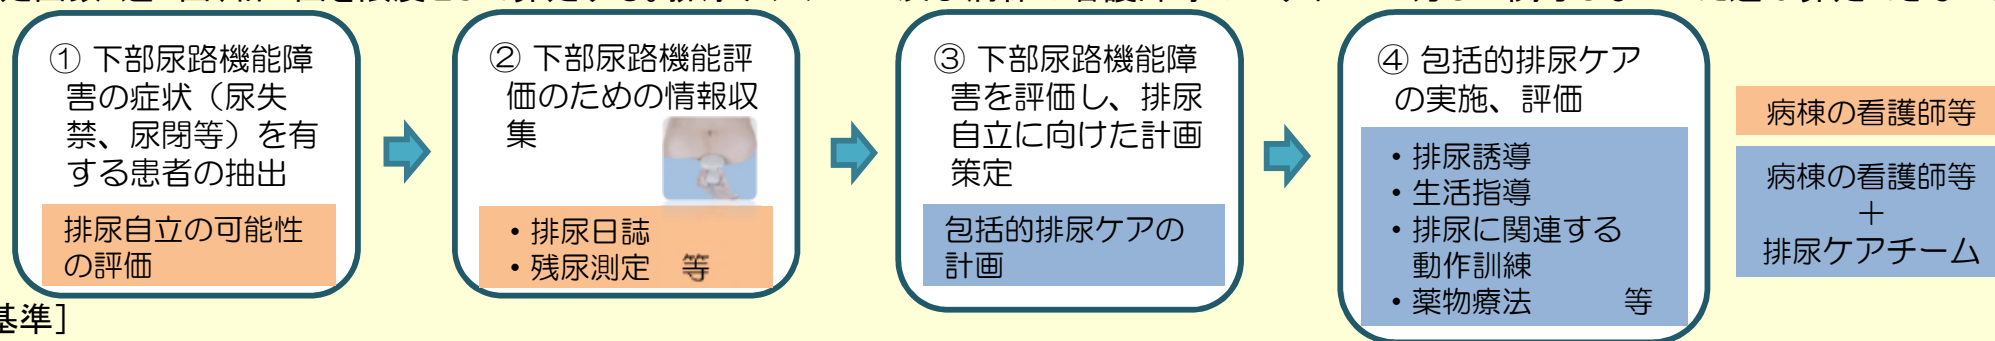 ① 下部尿路機能障
害の症状（尿失
禁、尿閉等）を有
する患者の抽出
排尿自立の可能性
の評価
② 下部尿路機能評
価のための情報収
集
・排尿日誌
・残尿測定　等
③ 下部尿路機能障
害を評価し、排尿
自立に向けた計画
策定
包括的排尿ケアの
計画
④ 包括的排尿ケア
の実施、評価
・排尿誘導
・生活指導
・排尿に関連する
動作訓練
・薬物療法　　等
病棟の看護師等
病棟の看護師等
＋
排尿ケアチーム
基準］